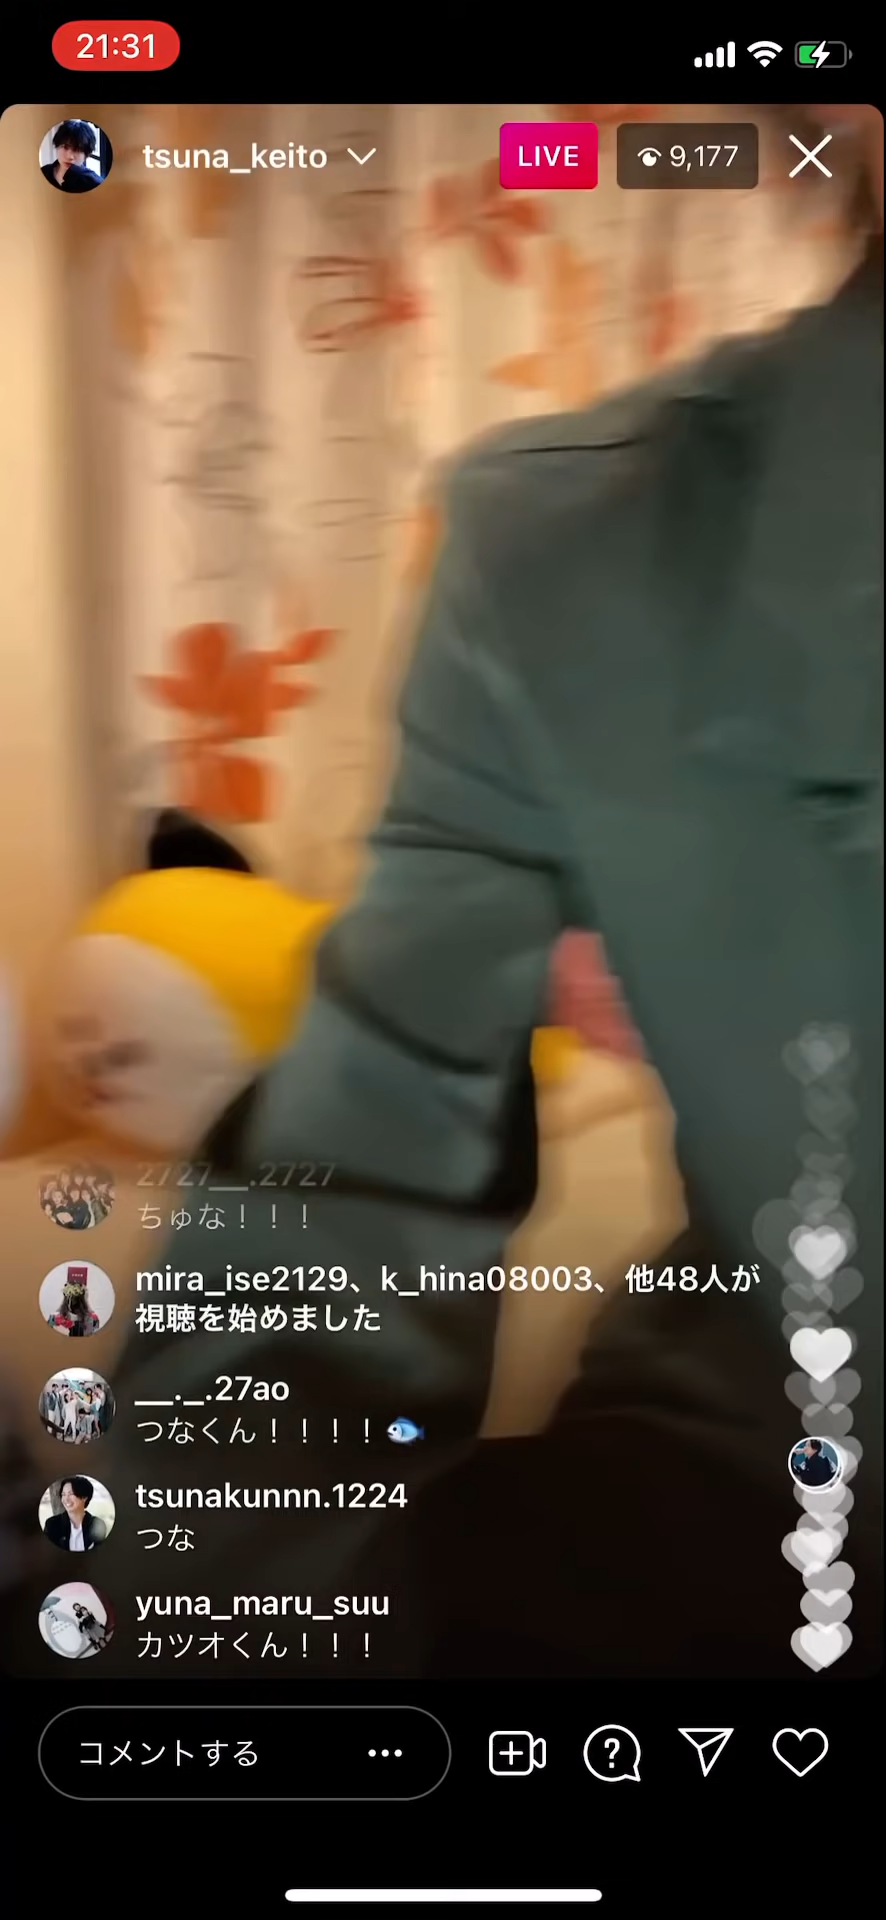 21:31
tsuna_keito
LIVE
9,177
2727__.2727
ちゅな！！！
mira_ise2129、k_hina08003、他48人が
視聴を始めました
__._.27ao
つなくん！！！！🐟
tsunakunnn.1224
つな
yuna_maru_suu
カツオくん！！！
コメントする